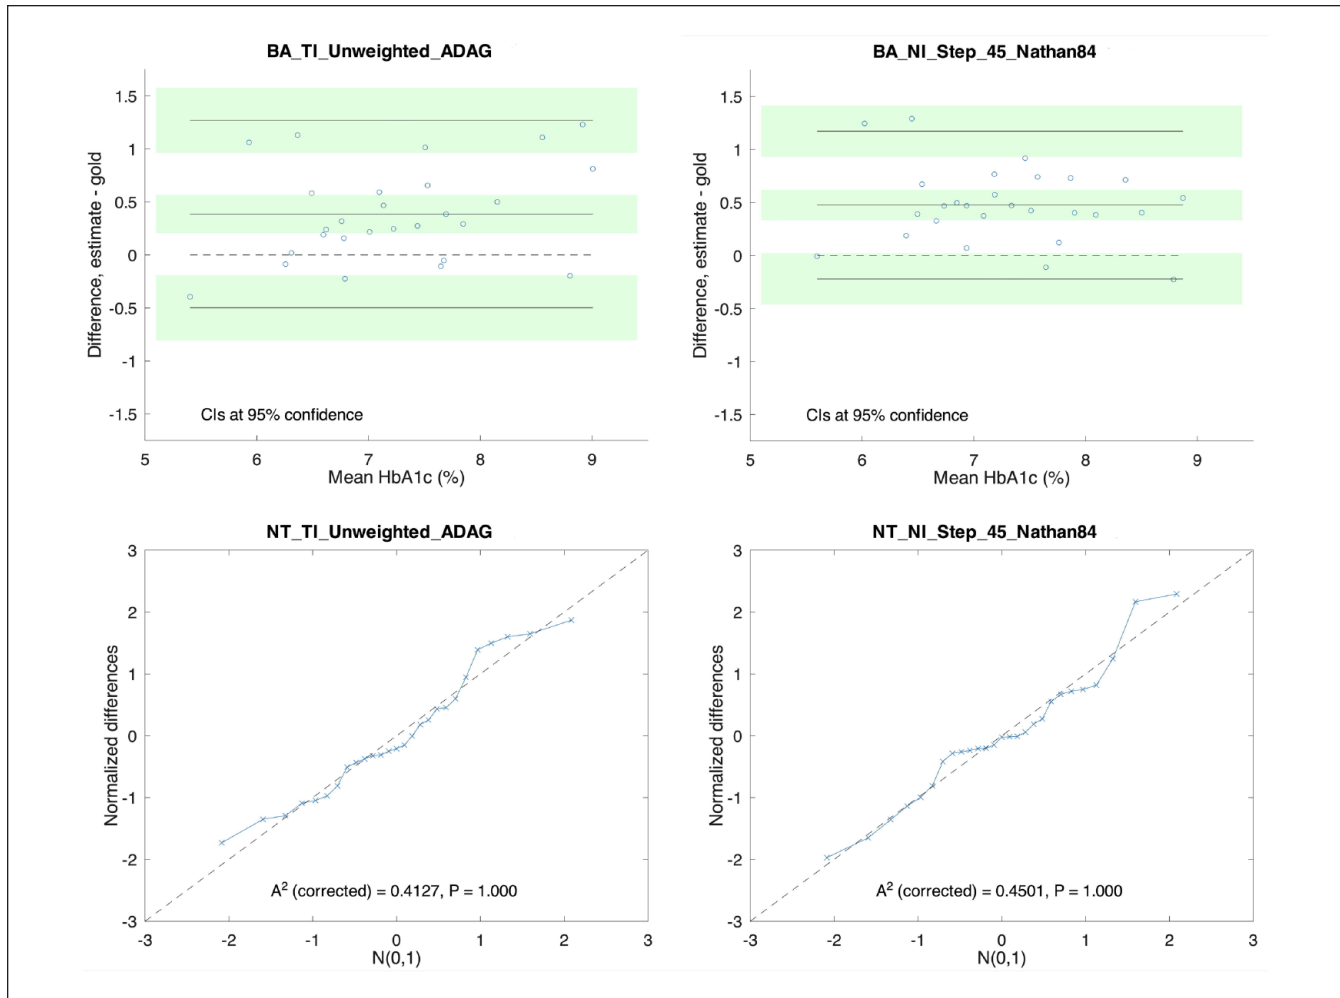 BA_TI_Unweighted_ADAG
1.5
1
0.5
0
-0.5
-1
-1.5
Difference, estimate - gold
CIs at 95% confidence
5 6 7 8 9
Mean HbA1c (%)
BA_NI_Step_45_Nathan84
1.5
1
0.5
0
-0.5
-1
-1.5
Difference, estimate - gold
CIs at 95% confidence
5 6 7 8 9
Mean HbA1c (%)
NT_TI_Unweighted_ADAG
3
2
1
0
-1
-2
-3
Normalized differences
A² (corrected) = 0.4127, P = 1.000
-3 -2 -1 0 1 2 3
N(0,1)
NT_NI_Step_45_Nathan84
3
2
1
0
-1
-2
-3
Normalized differences
A² (corrected) = 0.4501, P = 1.000
-3 -2 -1 0 1 2 3
N(0,1)